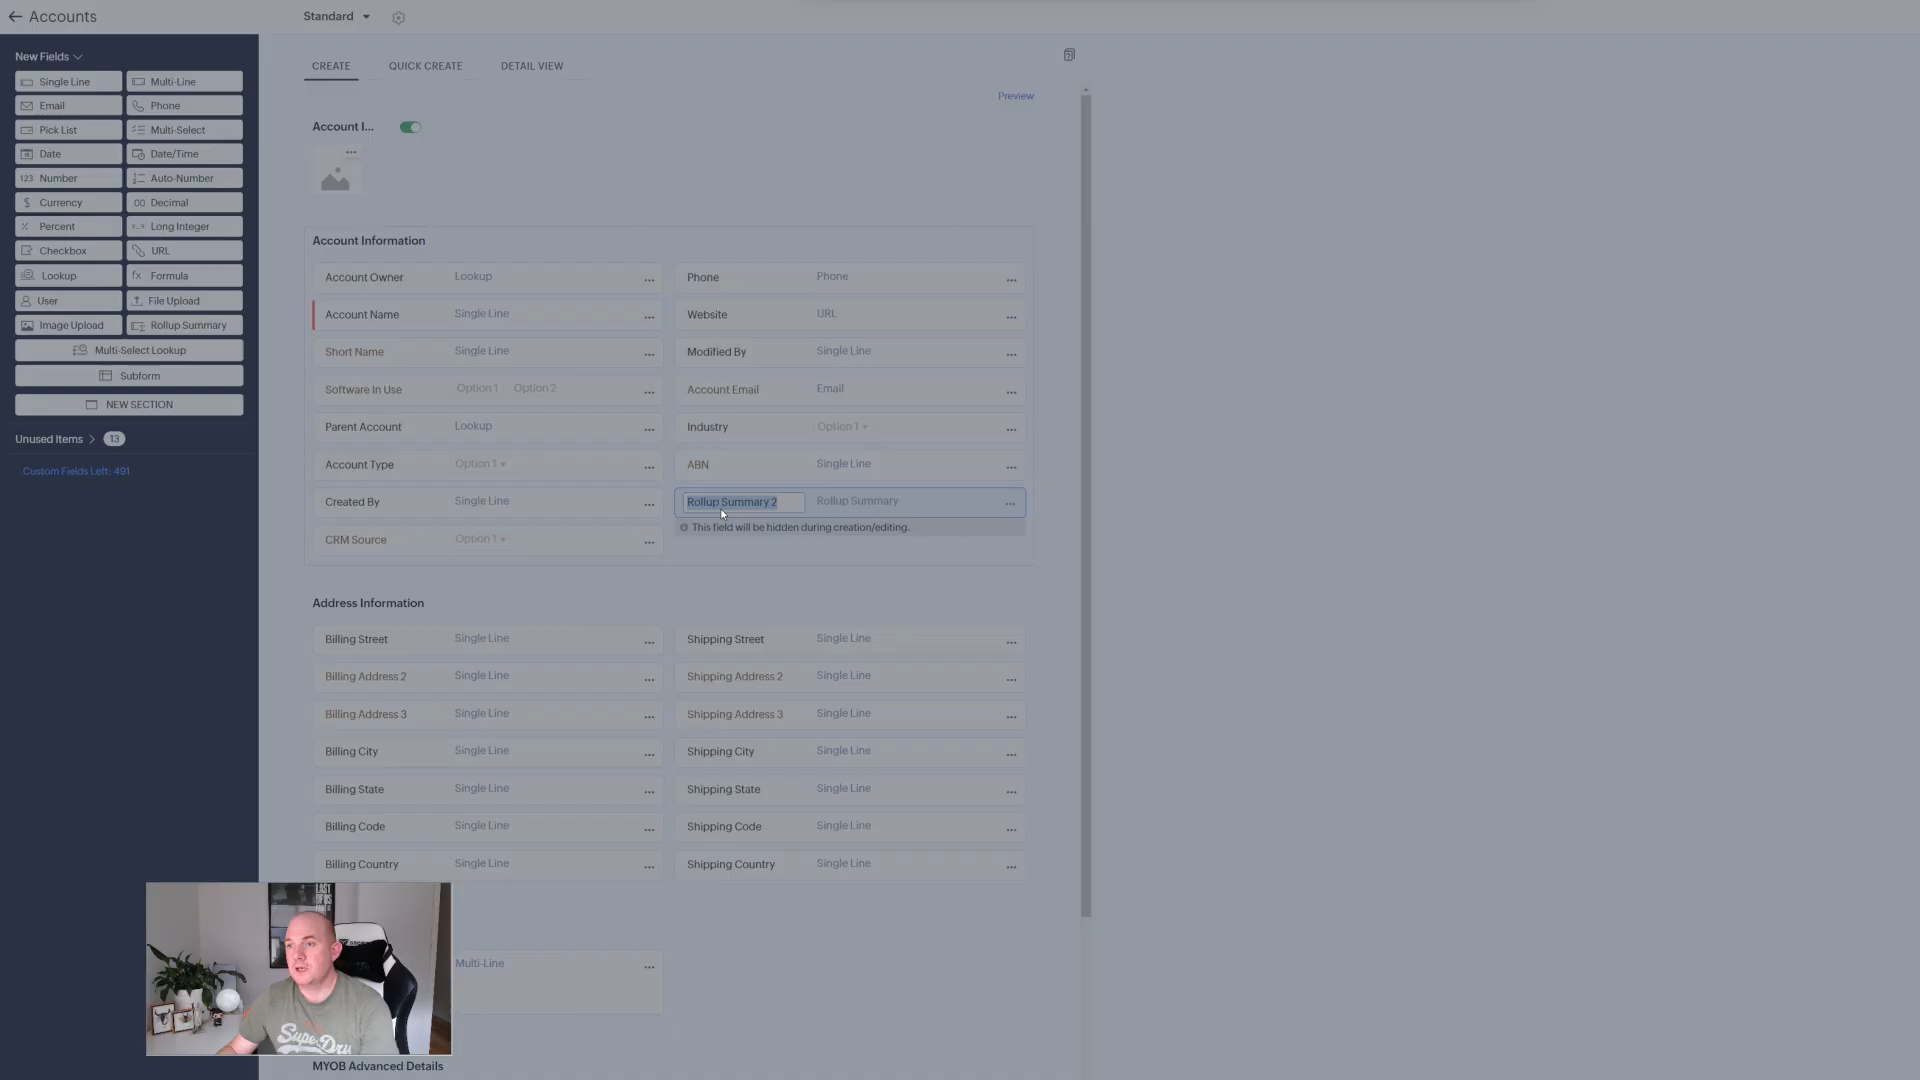 Accounts
Standard
New Fields
Single Line
Multi-Line
Email
Phone
Pick List
Multi-Select
Date
Date/Time
Number
Auto-Number
Currency
Decimal
Percent
Long Integer
Checkbox
URL
Lookup
Formula
User
File Upload
Image Upload
Rollup Summary
Multi-Select Lookup
Subform
NEW SECTION
Unused Items 13
Custom Fields Left: 491
CREATE
QUICK CREATE
DETAIL VIEW
Preview
Account I...
Account Information
Account Owner Lookup
Phone Phone
Account Name Single Line
Website URL
Short Name Single Line
Modified By Single Line
Software In Use Option 1 Option 2
Account Email Email
Parent Account Lookup
Industry Option 1
Account Type Option 1
ABN Single Line
Created By Single Line
Rollup Summary 2 Rollup Summary
This field will be hidden during creation/editing.
CRM Source Option 1
Address Information
Billing Street Single Line
Shipping Street Single Line
Billing Address 2 Single Line
Shipping Address 2 Single Line
Billing Address 3 Single Line
Shipping Address 3 Single Line
Billing City Single Line
Shipping City Single Line
Billing State Single Line
Shipping State Single Line
Billing Code Single Line
Shipping Code Single Line
Billing Country Single Line
Shipping Country Single Line
Multi-Line
LAST
OF US
MYOB Advanced Details